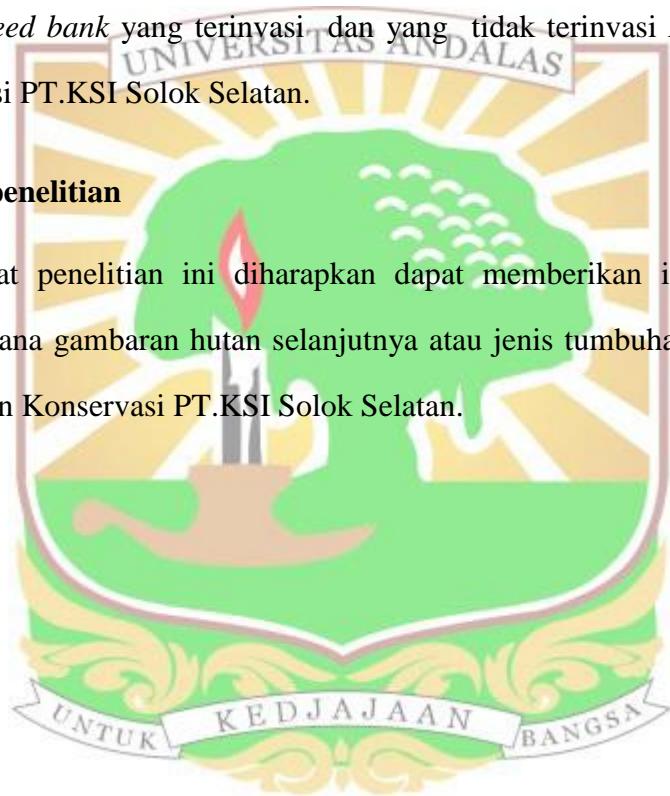 eed bank yang terinvasi dan yang tidak terinvasi
UNIVERSITAS ANDALAS
si PT.KSI Solok Selatan.
penelitian
at penelitian ini diharapkan dapat memberikan i
ana gambaran hutan selanjutnya atau jenis tumbuha
n Konservasi PT.KSI Solok Selatan.
UNTUK KEDJAJAAN BANGSA